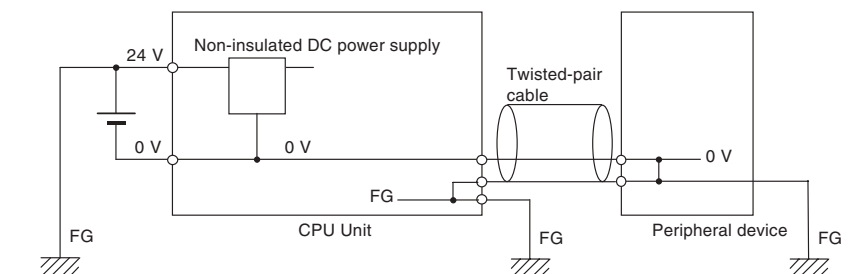 Non-insulated DC power supply
24 V
Twisted-pair
cable
0 V
0 V
0 V
FG
CPU Unit
Peripheral device
FG
FG
FG